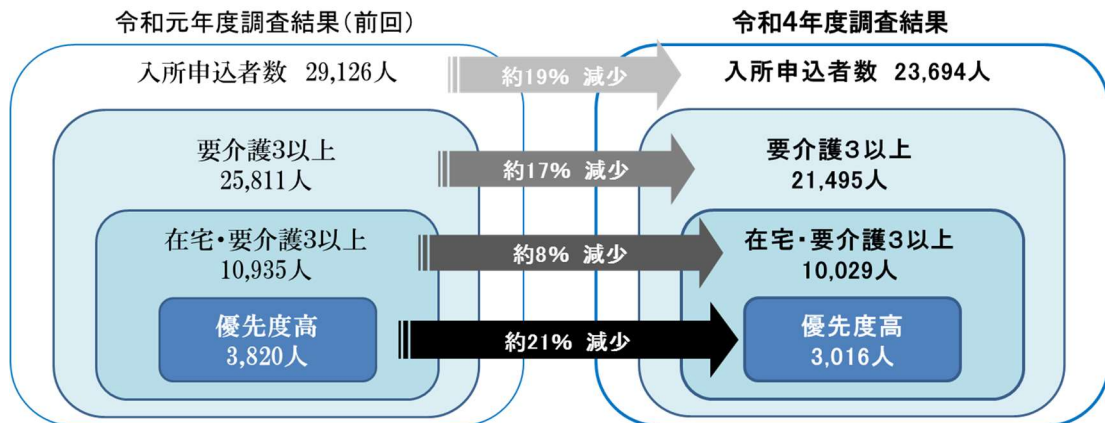 令和元年度調査結果（前回）
入所申込者数 29,126人
要介護3以上
25,811人
在宅・要介護3以上
10,935人
優先度高
3,820人
約19% 減少
約17% 減少
約8% 減少
約21% 減少
令和4年度調査結果
入所申込者数 23,694人
要介護３以上
21,495人
在宅・要介護３以上
10,029人
優先度高
3,016人